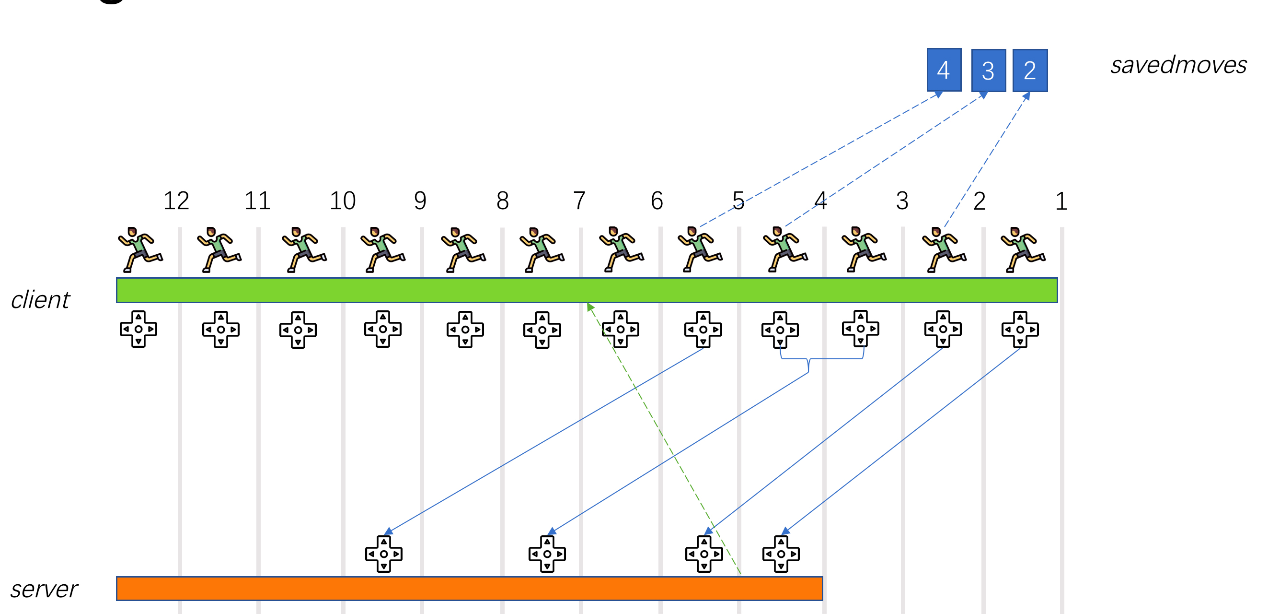 4 3 2 savedmoves
12 11 10 9 8 7 6 5 4 3 2 1
client
server